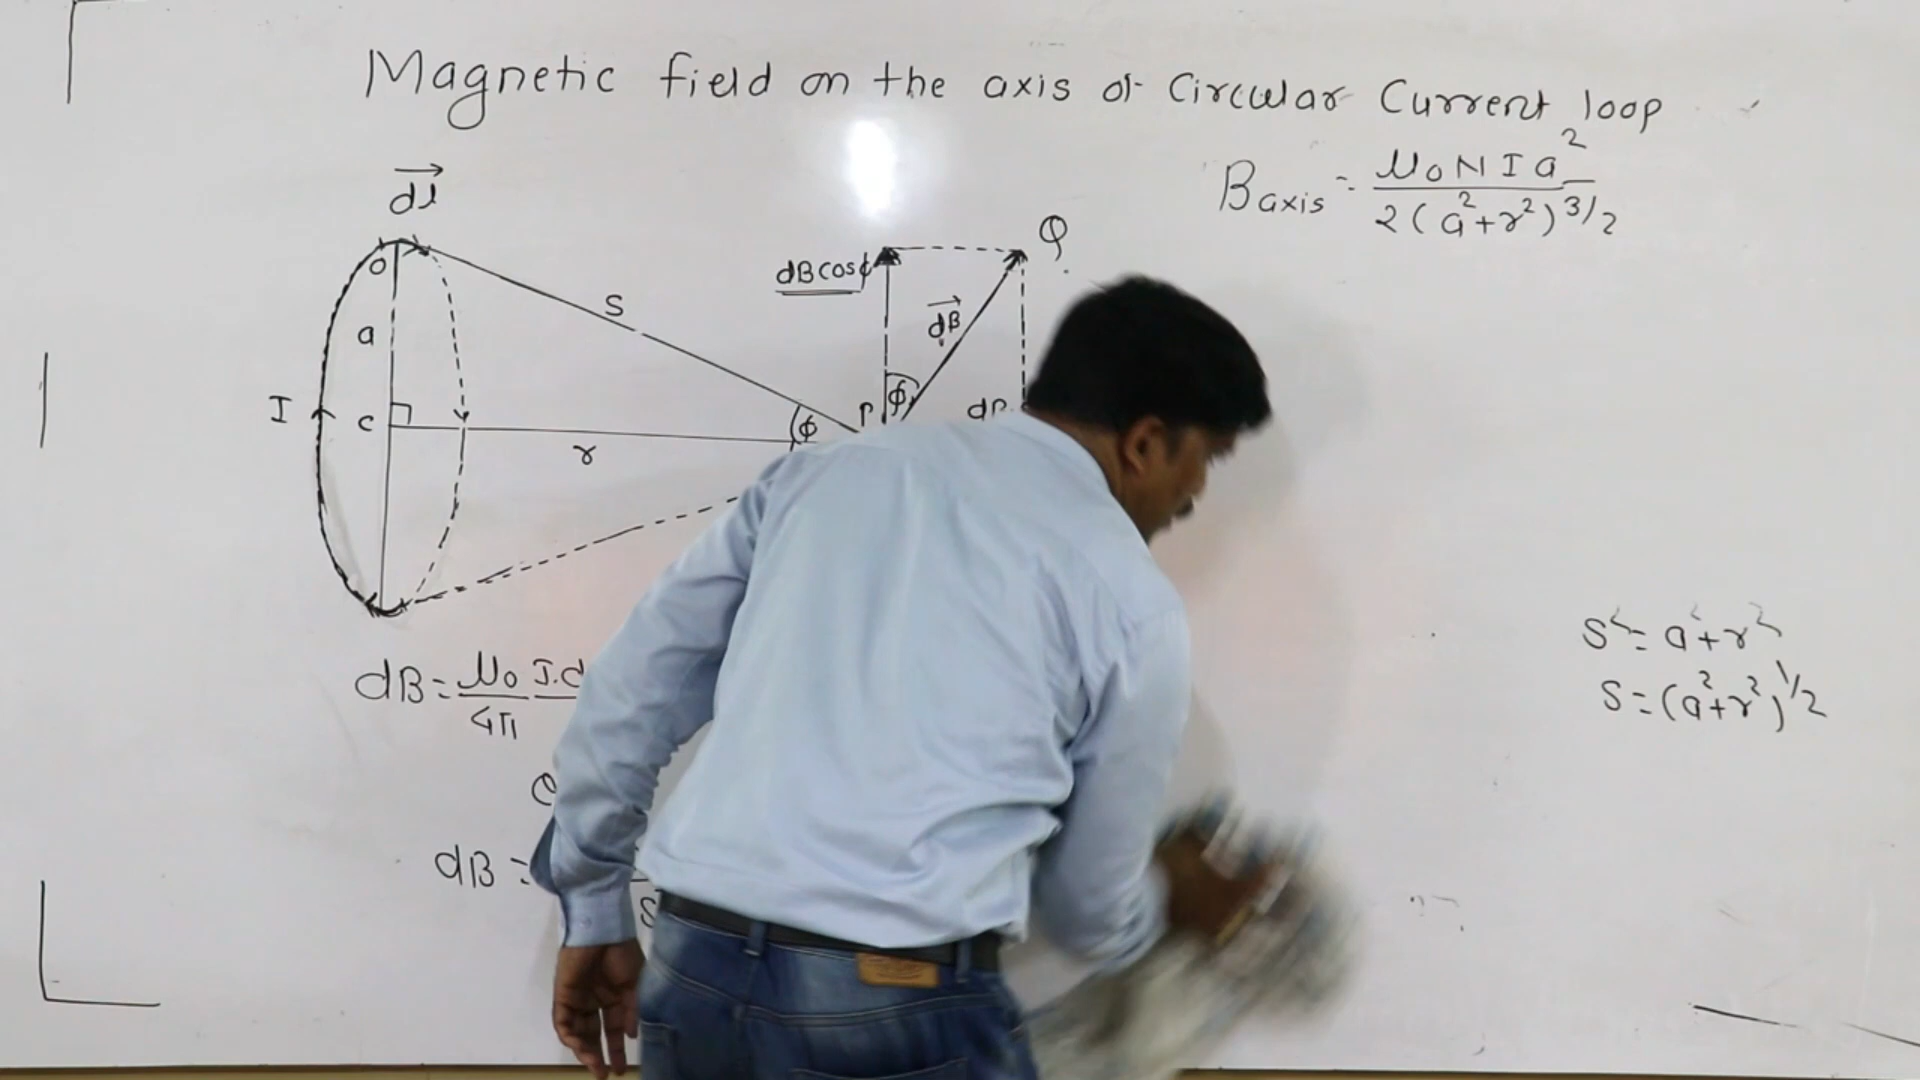 Magnetic field on the axis of Circular Current loop
B axis = μ₀ N I a² / 2 (a² + r²)^3/2
dl
O
a
S
I
C
r
ϕ
dB cosϕ
Q
dB
ϕ
P
dB = μ₀ / 4π I.d
dB =
S
S² = a² + r²
S = (a² + r²)^1/2